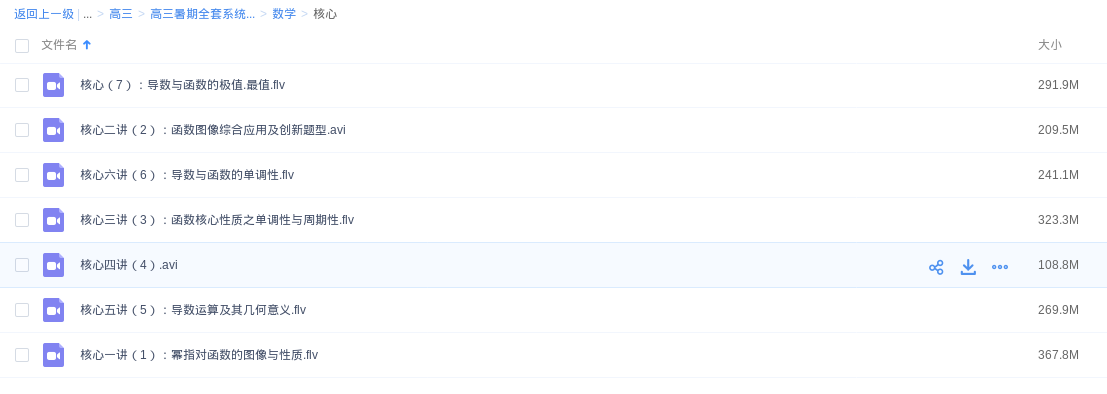 返回上一级 | ... > 高三 > 高三暑期全套系统... > 数学 > 核心
文件名 大小
核心（7）：导数与函数的极值.最值.flv 291.9M
核心二讲（2）：函数图像综合应用及创新题型.avi 209.5M
核心六讲（6）：导数与函数的单调性.flv 241.1M
核心三讲（3）：函数核心性质之单调性与周期性.flv 323.3M
核心四讲（4）.avi 108.8M
核心五讲（5）：导数运算及其几何意义.flv 269.9M
核心一讲（1）：幂指对函数的图像与性质.flv 367.8M